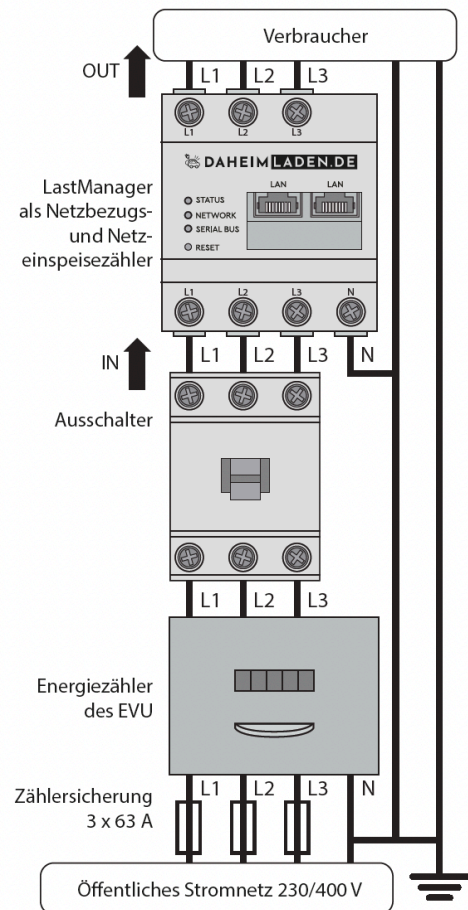 Verbraucher
OUT
L1 L2 L3
L1 L2 L3
DAHEIMLADEN.DE
LAN LAN
STATUS
NETWORK
SERIAL BUS
RESET
LastManager
als Netzbezugs-
und Netz-
einspeisezähler
L1 L2 L3 N
IN
L1 L2 L3 N
Ausschalter
L1 L2 L3
Energiezähler
des EVU
L1 L2 L3 N
Zählersicherung
3 x 63 A
Öffentliches Stromnetz 230/400 V